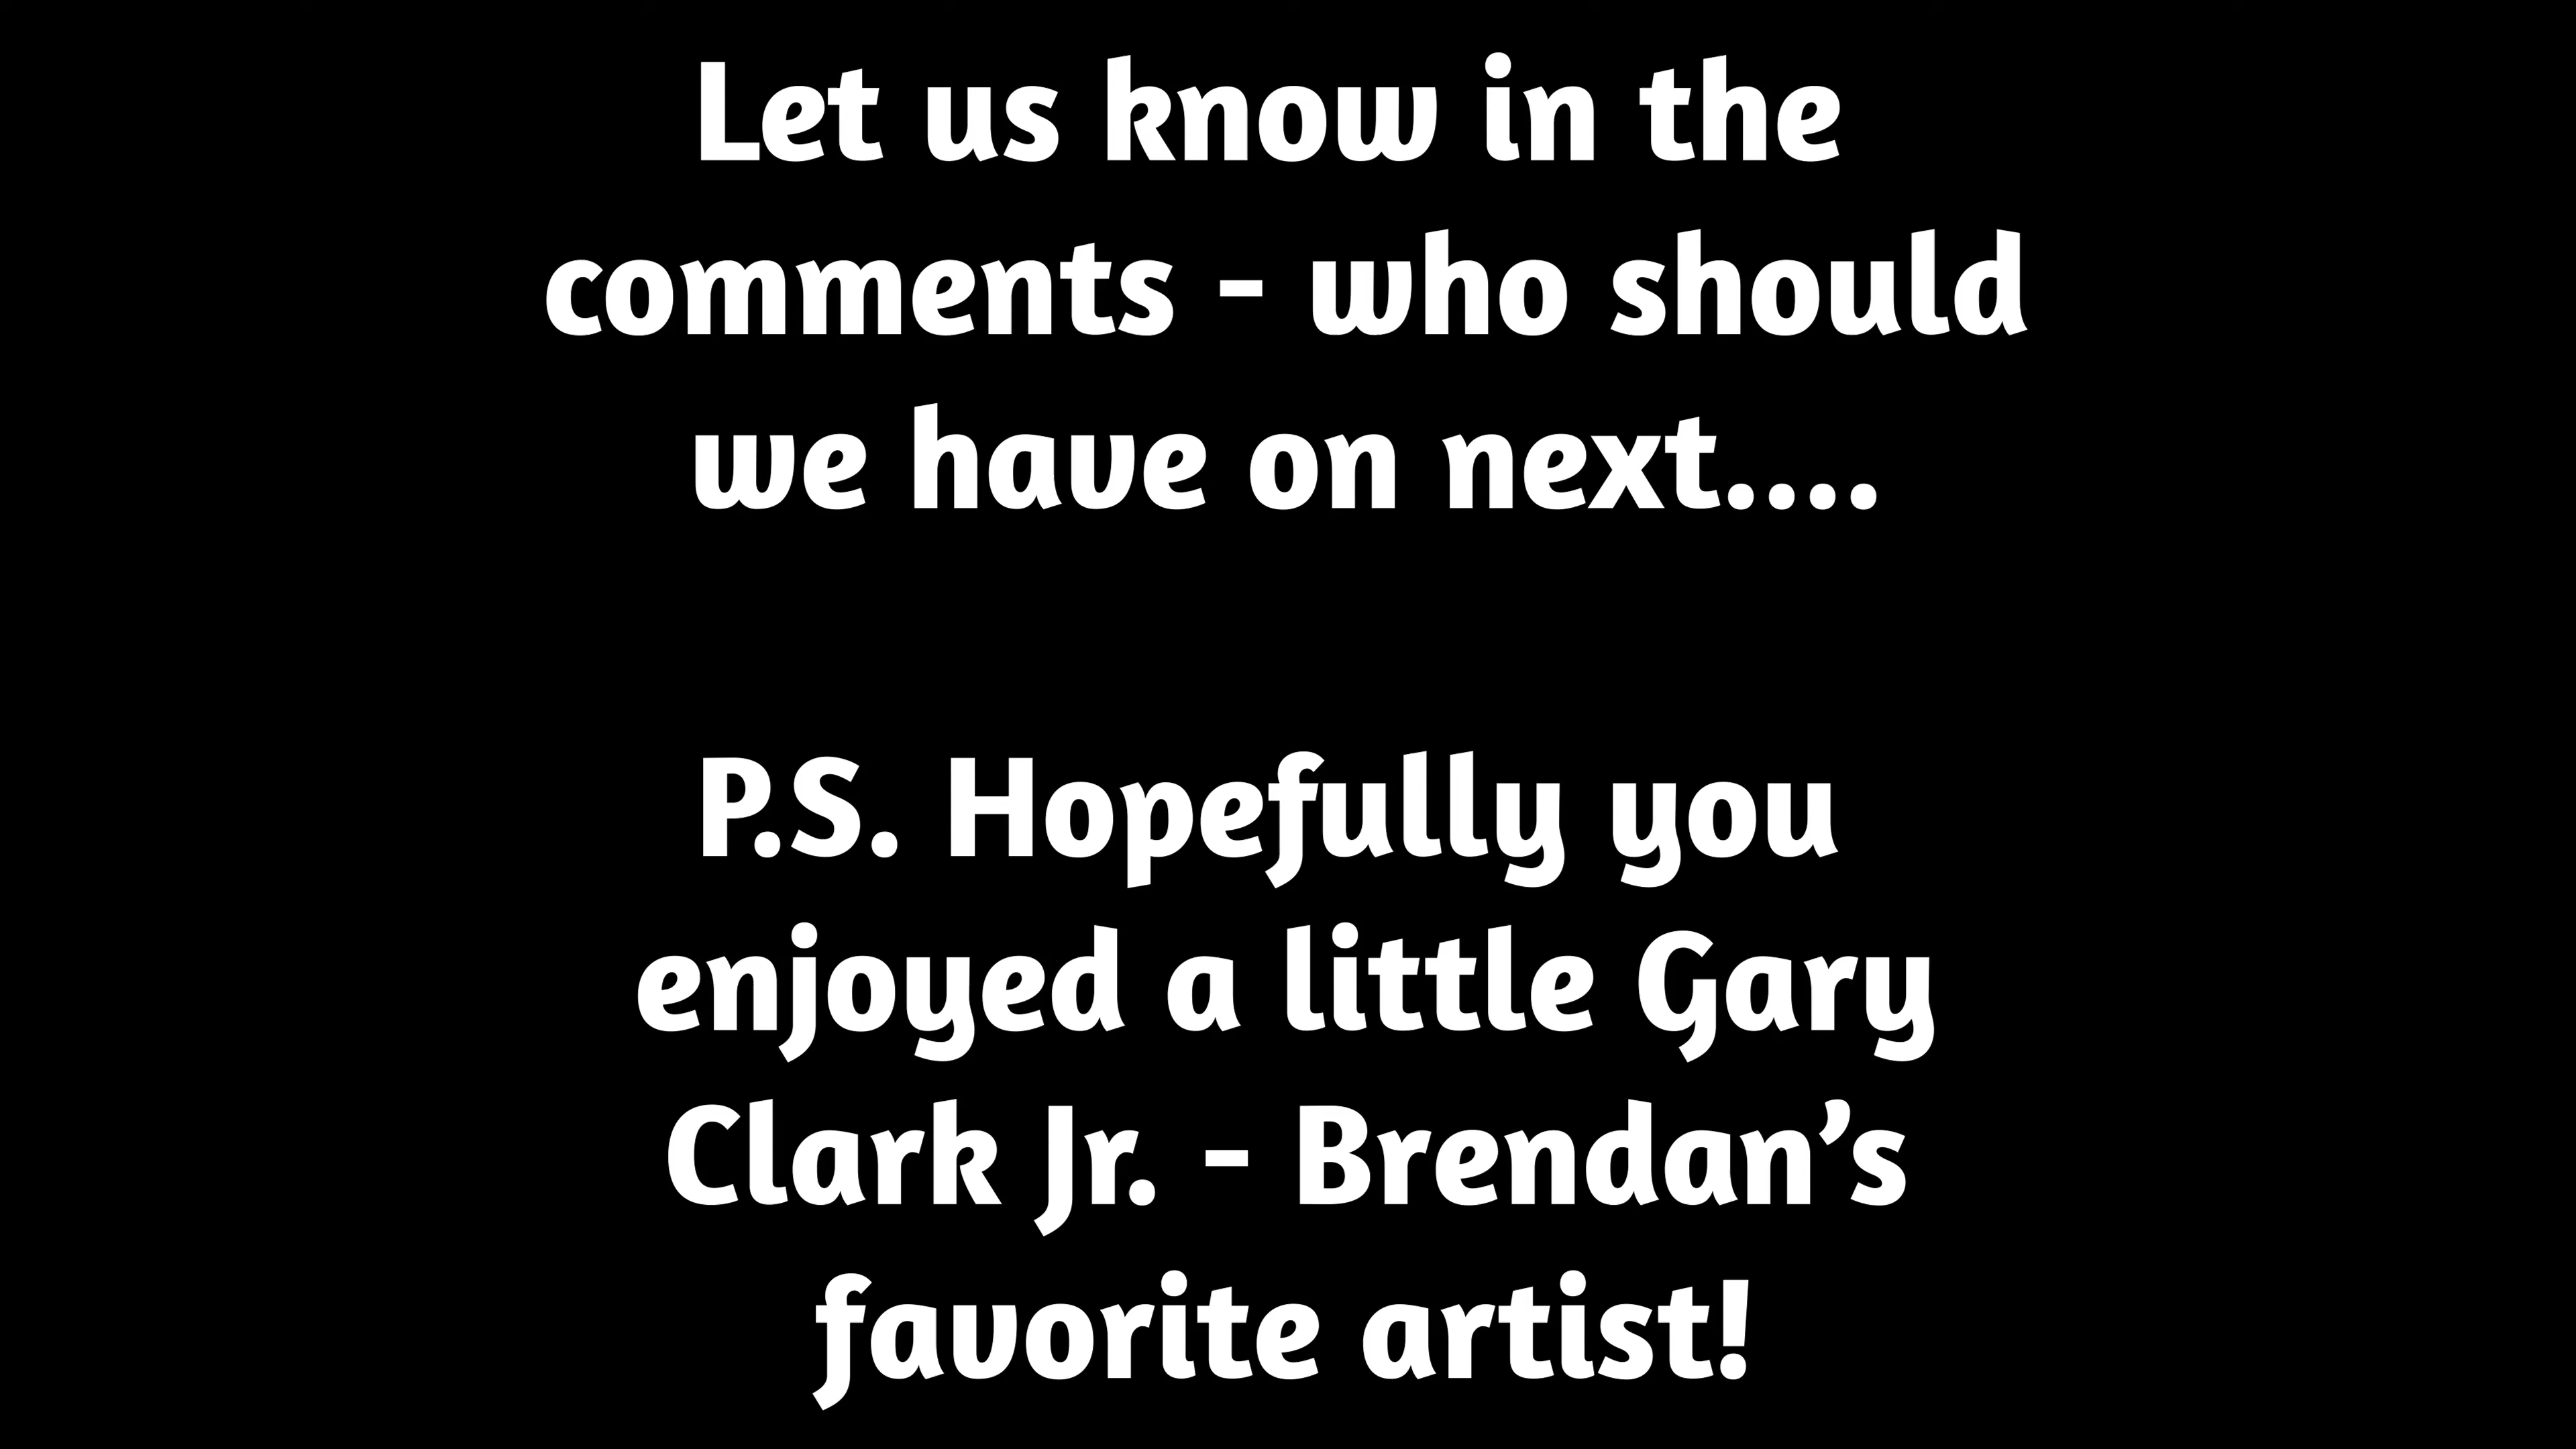 Let us know in the
comments - who should
we have on next....
P.S. Hopefully you
enjoyed a little Gary
Clark Jr. - Brendan’s
favorite artist!